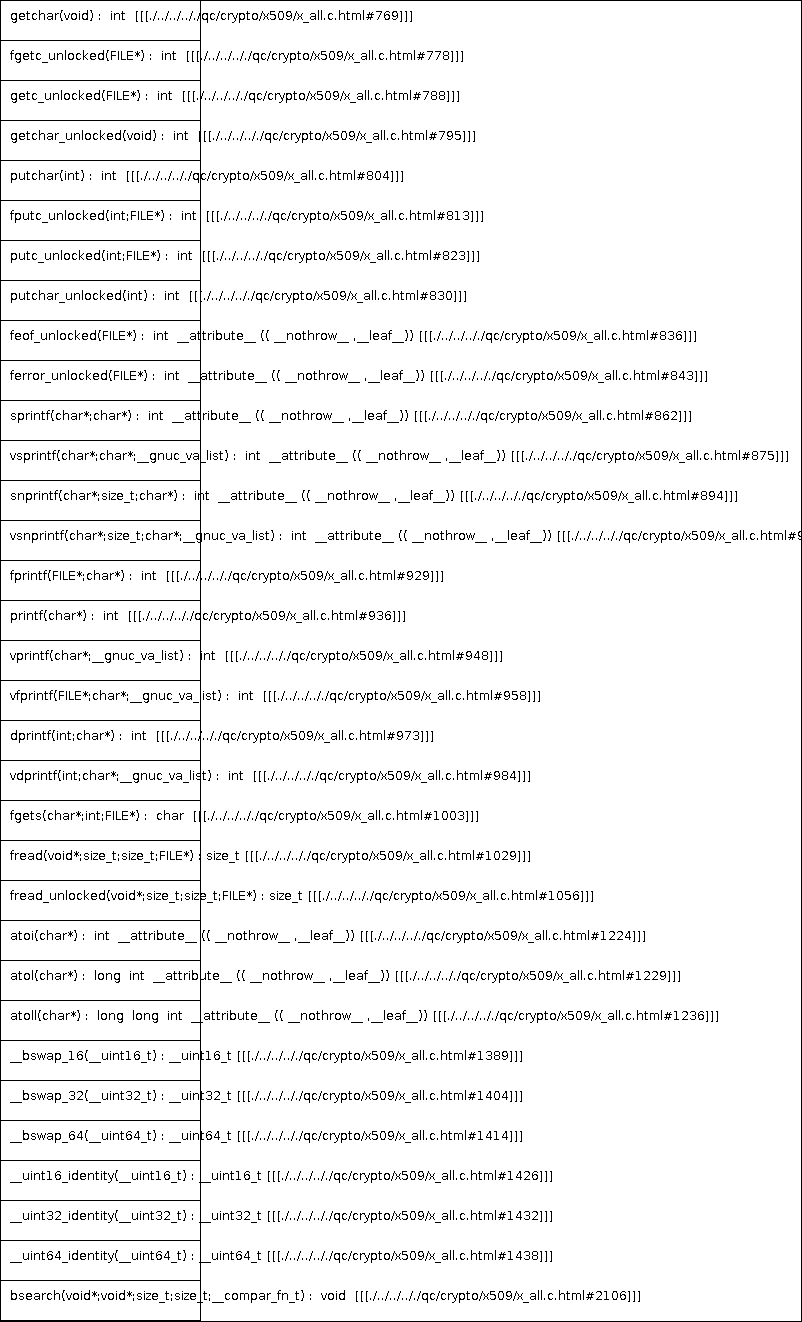 getchar(void) : int [[[./../../././qc/crypto/x509/x_all.c.html#769]]]
fgetc_unlocked(FILE*) : int [[[./../../././qc/crypto/x509/x_all.c.html#778]]]
getc_unlocked(FILE*) : int [[[./../../././qc/crypto/x509/x_all.c.html#788]]]
getchar_unlocked(void) : int [[[./../../././qc/crypto/x509/x_all.c.html#795]]]
putchar(int) : int [[[./../../././qc/crypto/x509/x_all.c.html#804]]]
fputc_unlocked(int;FILE*) : int [[[./../../././qc/crypto/x509/x_all.c.html#813]]]
putc_unlocked(int;FILE*) : int [[[./../../././qc/crypto/x509/x_all.c.html#823]]]
putchar_unlocked(int) : int [[[./../../././qc/crypto/x509/x_all.c.html#830]]]
feof_unlocked(FILE*) : int __attribute__ (( __nothrow__ ,__leaf__)) [[[./../../././qc/crypto/x509/x_all.c.html#836]]]
ferror_unlocked(FILE*) : int __attribute__ (( __nothrow__ ,__leaf__)) [[[./../../././qc/crypto/x509/x_all.c.html#843]]]
sprintf(char*;char*) : int __attribute__ (( __nothrow__ ,__leaf__)) [[[./../../././qc/crypto/x509/x_all.c.html#862]]]
vsprintf(char*;char*;__gnuc_va_list) : int __attribute__ (( __nothrow__ ,__leaf__)) [[[./../../././qc/crypto/x509/x_all.c.html#875]]]
snprintf(char*;size_t;char*) : int __attribute__ (( __nothrow__ ,__leaf__)) [[[./../../././qc/crypto/x509/x_all.c.html#894]]]
vsnprintf(char*;size_t;char*;__gnuc_va_list) : int __attribute__ (( __nothrow__ ,__leaf__)) [[[./../../././qc/crypto/x509/x_all.c.html#9
fprintf(FILE*;char*) : int [[[./../../././qc/crypto/x509/x_all.c.html#929]]]
printf(char*) : int [[[./../../././qc/crypto/x509/x_all.c.html#936]]]
vprintf(char*;__gnuc_va_list) : int [[[./../../././qc/crypto/x509/x_all.c.html#948]]]
vfprintf(FILE*;char*;__gnuc_va_list) : int [[[./../../././qc/crypto/x509/x_all.c.html#958]]]
dprintf(int;char*) : int [[[./../../././qc/crypto/x509/x_all.c.html#973]]]
vdprintf(int;char*;__gnuc_va_list) : int [[[./../../././qc/crypto/x509/x_all.c.html#984]]]
fgets(char*;int;FILE*) : char [[[./../../././qc/crypto/x509/x_all.c.html#1003]]]
fread(void*;size_t;size_t;FILE*) : size_t [[[./../../././qc/crypto/x509/x_all.c.html#1029]]]
fread_unlocked(void*;size_t;size_t;FILE*) : size_t [[[./../../././qc/crypto/x509/x_all.c.html#1056]]]
atoi(char*) : int __attribute__ (( __nothrow__ ,__leaf__)) [[[./../../././qc/crypto/x509/x_all.c.html#1224]]]
atol(char*) : long int __attribute__ (( __nothrow__ ,__leaf__)) [[[./../../././qc/crypto/x509/x_all.c.html#1229]]]
atoll(char*) : long long int __attribute__ (( __nothrow__ ,__leaf__)) [[[./../../././qc/crypto/x509/x_all.c.html#1236]]]
__bswap_16(__uint16_t) : __uint16_t [[[./../../././qc/crypto/x509/x_all.c.html#1389]]]
__bswap_32(__uint32_t) : __uint32_t [[[./../../././qc/crypto/x509/x_all.c.html#1404]]]
__bswap_64(__uint64_t) : __uint64_t [[[./../../././qc/crypto/x509/x_all.c.html#1414]]]
__uint16_identity(__uint16_t) : __uint16_t [[[./../../././qc/crypto/x509/x_all.c.html#1426]]]
__uint32_identity(__uint32_t) : __uint32_t [[[./../../././qc/crypto/x509/x_all.c.html#1432]]]
__uint64_identity(__uint64_t) : __uint64_t [[[./../../././qc/crypto/x509/x_all.c.html#1438]]]
bsearch(void*;void*;size_t;size_t;__compar_fn_t) : void [[[./../../././qc/crypto/x509/x_all.c.html#2106]]]